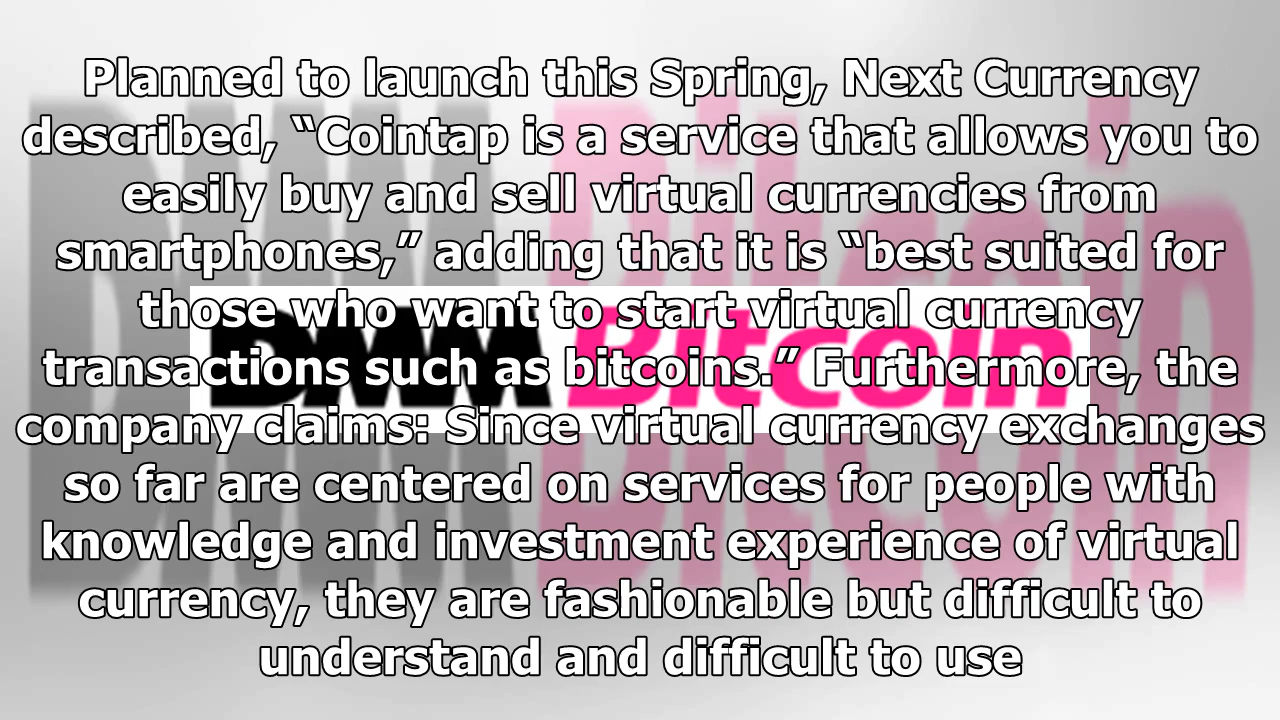 Planned to launch this Spring, Next Currency
described, “Cointap is a service that allows you to
easily buy and sell virtual currencies from
smartphones,” adding that it is “best suited for
those who want to start virtual currency
transactions such as bitcoins.” Furthermore, the
company claims: Since virtual currency exchanges
so far are centered on services for people with
knowledge and investment experience of virtual
currency, they are fashionable but difficult to
understand and difficult to use
DMM Bitcoin
DMM Bitcoin